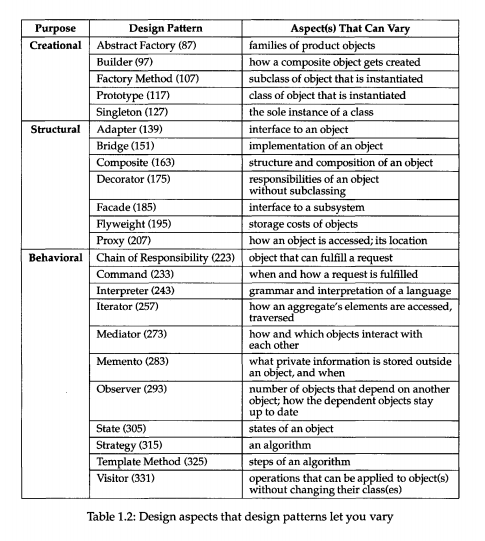 Purpose Design Pattern Aspect(s) That Can Vary
Creational Abstract Factory (87) families of product objects
Builder (97) how a composite object gets created
Factory Method (107) subclass of object that is instantiated
Prototype (117) class of object that is instantiated
Singleton (127) the sole instance of a class
Structural Adapter (139) interface to an object
Bridge (151) implementation of an object
Composite (163) structure and composition of an object
Decorator (175) responsibilities of an object
without subclassing
Facade (185) interface to a subsystem
Flyweight (195) storage costs of objects
Proxy (207) how an object is accessed; its location
Behavioral Chain of Responsibility (223) object that can fulfill a request
Command (233) when and how a request is fulfilled
Interpreter (243) grammar and interpretation of a language
Iterator (257) how an aggregate's elements are accessed,
traversed
Mediator (273) how and which objects interact with
each other
Memento (283) what private information is stored outside
an object, and when
Observer (293) number of objects that depend on another
object; how the dependent objects stay
up to date
State (305) states of an object
Strategy (315) an algorithm
Template Method (325) steps of an algorithm
Visitor (331) operations that can be applied to object(s)
without changing their class(es)
Table 1.2: Design aspects that design patterns let you vary